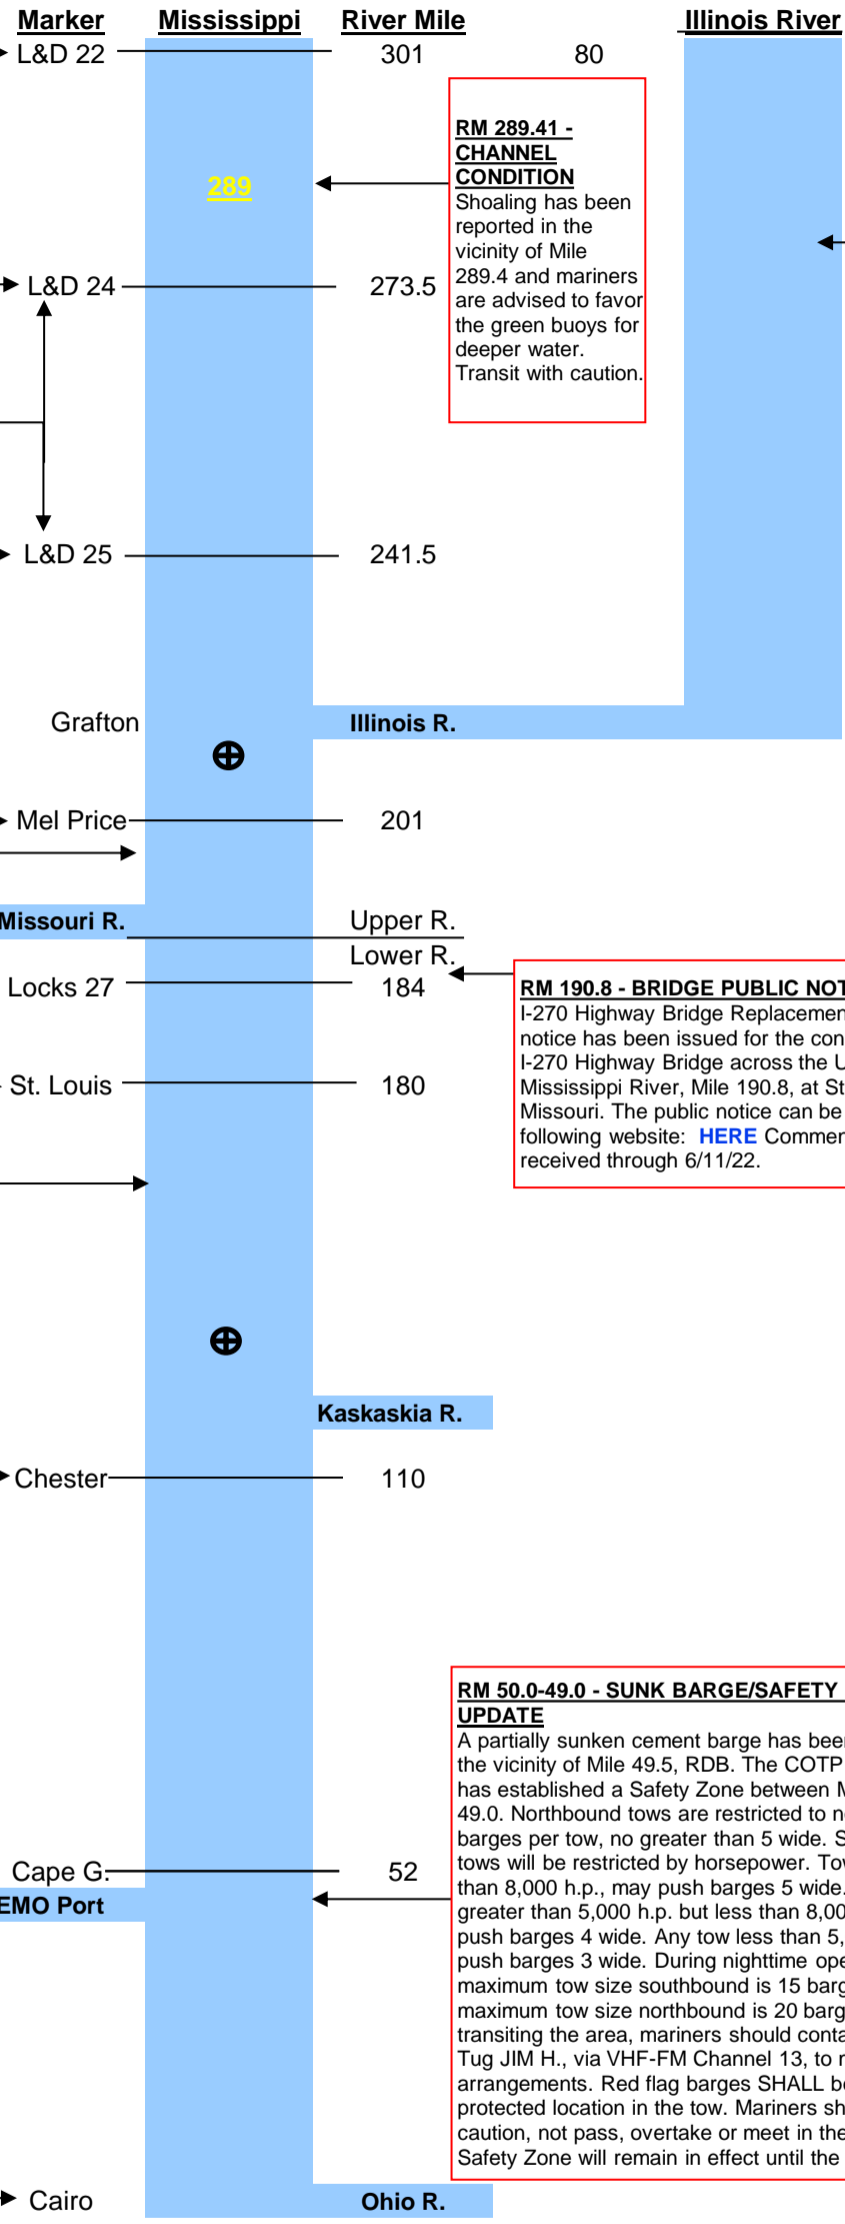 Marker Mississippi River Mile Illinois River
L&D 22 301 80
RM 289.41 -
CHANNEL
CONDITION
Shoaling has been
reported in the
vicinity of Mile
289.4 and mariners
are advised to favor
the green buoys for
deeper water.
Transit with caution.
289
L&D 24 273.5
L&D 25 241.5
Grafton Illinois R.
Mel Price 201
Missouri R. Upper R.
Lower R.
Locks 27 184
RM 190.8 - BRIDGE PUBLIC NOT
I-270 Highway Bridge Replacemen
notice has been issued for the con
I-270 Highway Bridge across the U
Mississippi River, Mile 190.8, at St
Missouri. The public notice can be
following website: HERE Commen
received through 6/11/22.
St. Louis 180
Kaskaskia R.
Chester 110
RM 50.0-49.0 - SUNK BARGE/SAFETY
UPDATE
A partially sunken cement barge has been
the vicinity of Mile 49.5, RDB. The COTP
has established a Safety Zone between M
49.0. Northbound tows are restricted to n
barges per tow, no greater than 5 wide. S
tows will be restricted by horsepower. Tow
than 8,000 h.p., may push barges 5 wide.
greater than 5,000 h.p. but less than 8,00
push barges 4 wide. Any tow less than 5,
push barges 3 wide. During nighttime ope
maximum tow size southbound is 15 barg
maximum tow size northbound is 20 barg
transiting the area, mariners should conta
Tug JIM H., via VHF-FM Channel 13, to m
arrangements. Red flag barges SHALL be
protected location in the tow. Mariners sh
caution, not pass, overtake or meet in the
Safety Zone will remain in effect until the
Cape G. 52
EMO Port
Cairo Ohio R.